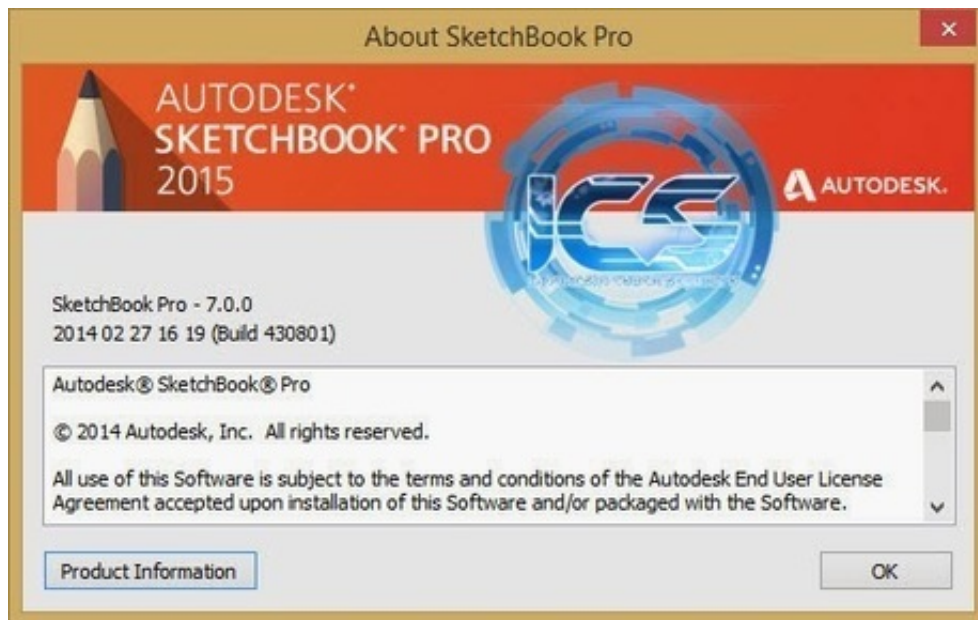 About SketchBook Pro
AUTODESK®
SKETCHBOOK® PRO
2015
ICS
AUTODESK.
SketchBook Pro - 7.0.0
2014 02 27 16 19 (Build 430801)
Autodesk® SketchBook® Pro
© 2014 Autodesk, Inc. All rights reserved.
All use of this Software is subject to the terms and conditions of the Autodesk End User License
Agreement accepted upon installation of this Software and/or packaged with the Software.
Product Information
OK